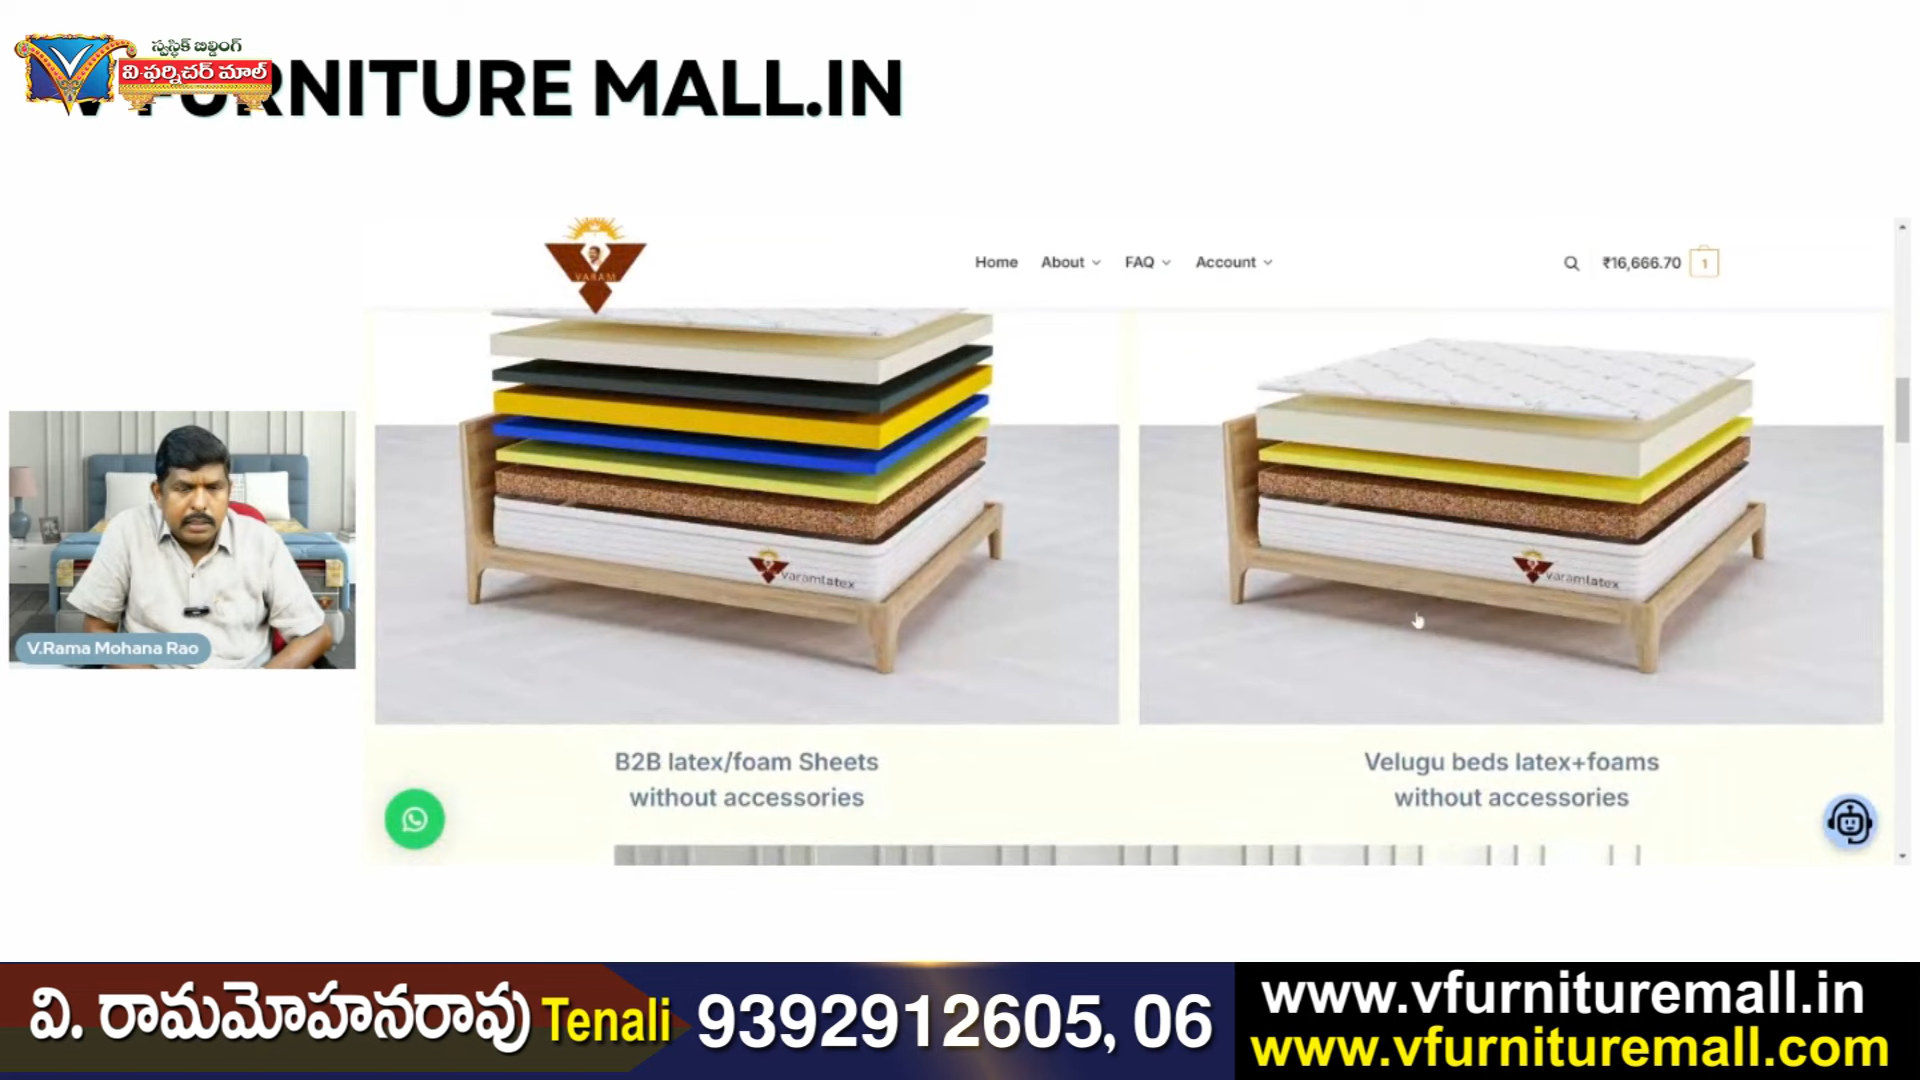 స్వస్తిక్ బిల్డింగ్
వి-ఫర్నిచర్ మాల్
V FURNITURE MALL.IN
VARAM
Home About FAQ Account ₹16,666.70 1
varamlatex
varamlatex
V.Rama Mohana Rao
B2B latex/foam Sheets
without accessories
Velugu beds latex+foams
without accessories
వి. రామమోహనరావు Tenali 9392912605, 06
www.vfurnituremall.in
www.vfurnituremall.com